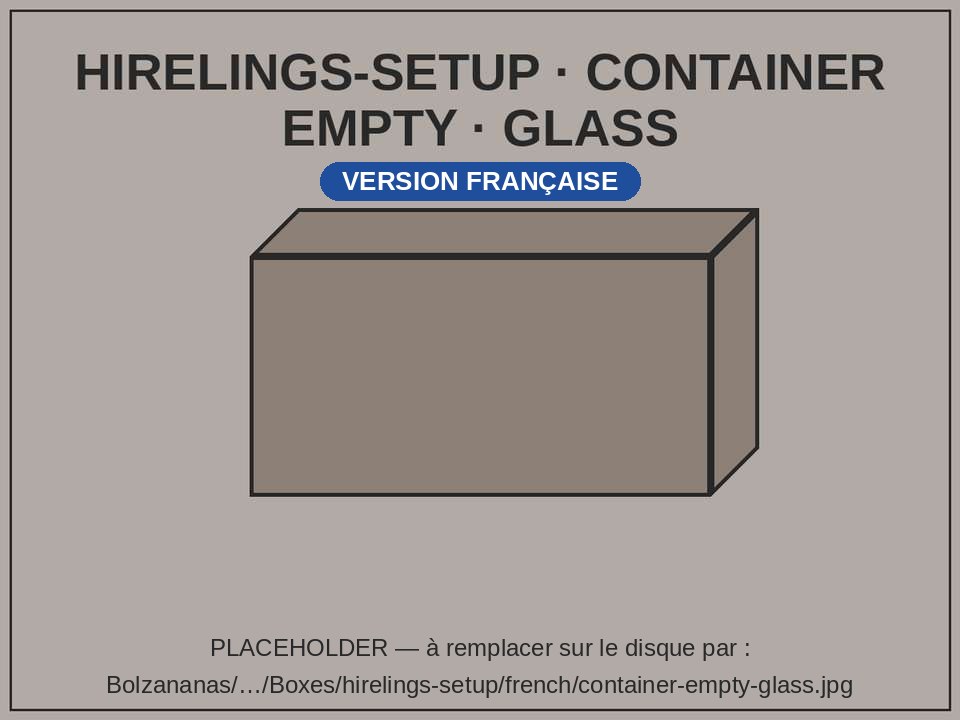 HIRELINGS-SETUP · CONTAINER
EMPTY · GLASS
VERSION FRANÇAISE
PLACEHOLDER — à remplacer sur le disque par :
Bolzananas/…/Boxes/hirelings-setup/french/container-empty-glass.jpg